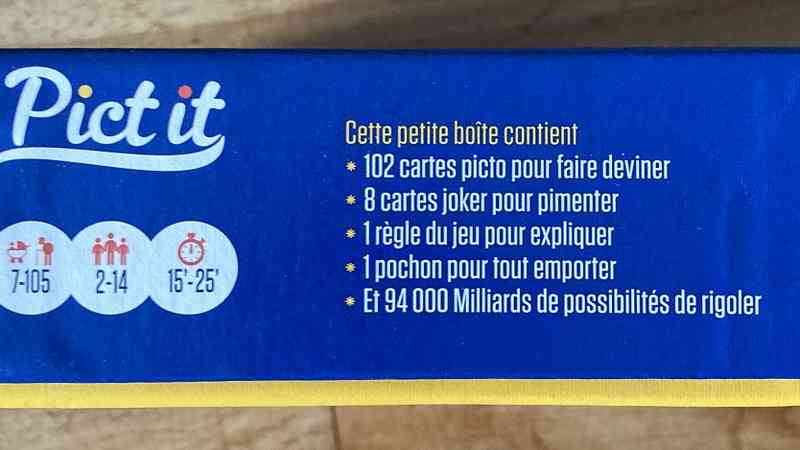 Pict it
7-105
2-14
15'-25'
Cette petite boîte contient
* 102 cartes picto pour faire deviner
* 8 cartes joker pour pimenter
* 1 règle du jeu pour expliquer
* 1 pochon pour tout emporter
* Et 94 000 Milliards de possibilités de rigoler